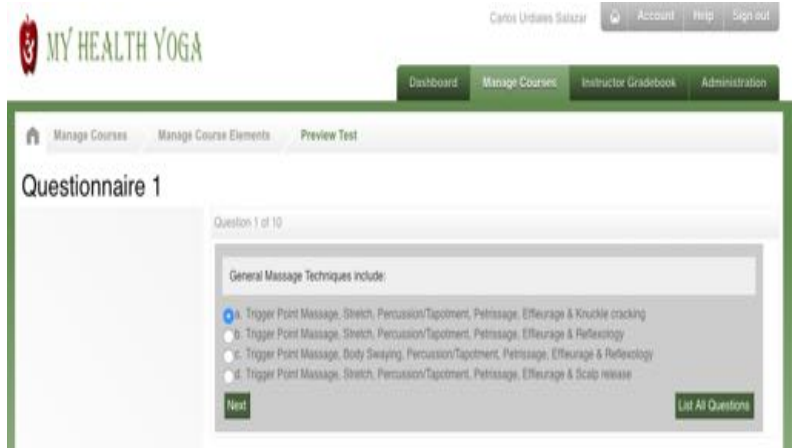 Carlos Urdiales Salazar Account Help Sign out
MY HEALTH YOGA
Dashboard Manage Courses Instructor Gradebook Administration
Manage Courses Manage Course Elements Preview Test
Questionnaire 1
Question 1 of 10
General Massage Techniques include:
a. Trigger Point Massage, Stretch, Percussion/Tapotment, Petrissage, Effleurage & Knuckle cracking
b. Trigger Point Massage, Stretch, Percussion/Tapotment, Petrissage, Effleurage & Reflexology
c. Trigger Point Massage, Body Swaying, Percussion/Tapotment, Petrissage, Effleurage & Reflexology
d. Trigger Point Massage, Stretch, Percussion/Tapotment, Petrissage, Effleurage & Scalp release
Next List All Questions